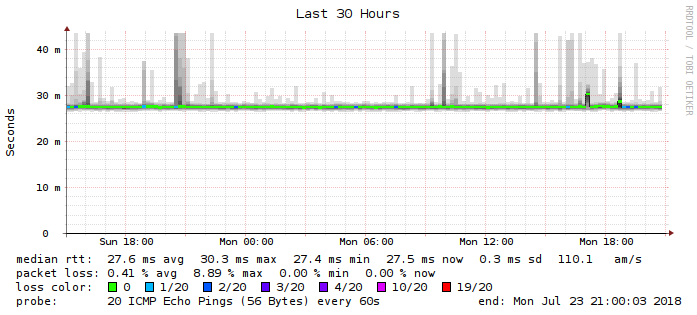 Last 30 Hours
RRDTOOL / TOBI OETIKER
Seconds
40 m
30 m
20 m
10 m
0
Sun 18:00 Mon 00:00 Mon 06:00 Mon 12:00 Mon 18:00
median rtt: 27.6 ms avg 30.3 ms max 27.4 ms min 27.5 ms now 0.3 ms sd 110.1 am/s
packet loss: 0.41 % avg 8.89 % max 0.00 % min 0.00 % now
loss color: 0 1/20 2/20 3/20 4/20 10/20 19/20
probe: 20 ICMP Echo Pings (56 Bytes) every 60s end: Mon Jul 23 21:00:03 2018